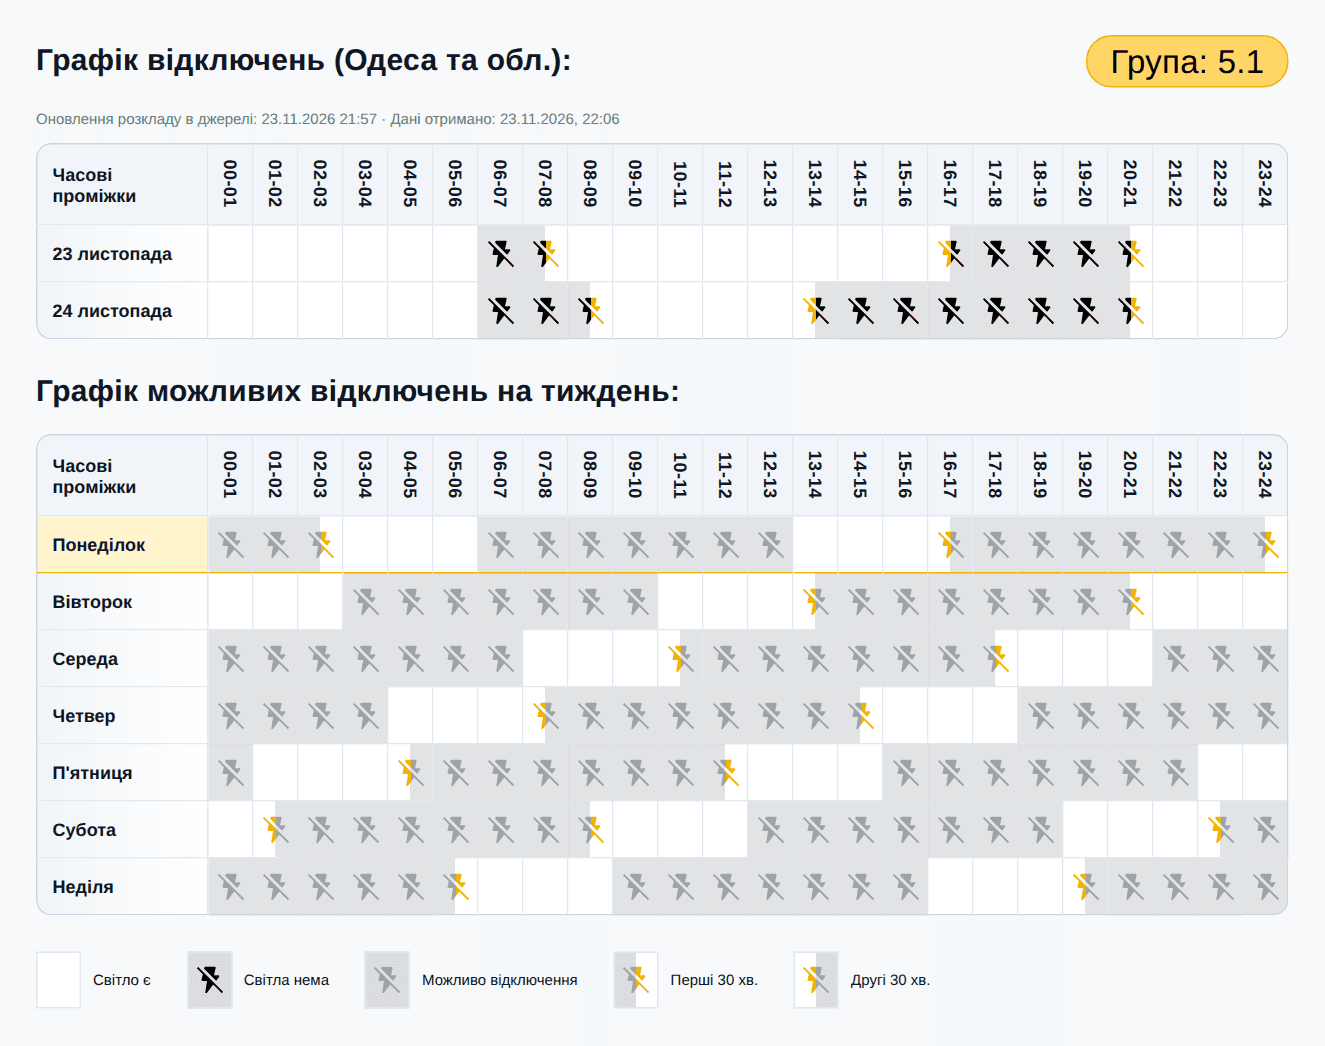 Графік відключень (Одеса та обл.):
Група: 5.1
Оновлення розкладу в джерелі: 23.11.2026 21:57 · Дані отримано: 23.11.2026, 22:06
Часові проміжки 00-01 01-02 02-03 03-04 04-05 05-06 06-07 07-08 08-09 09-10 10-11 11-12 12-13 13-14 14-15 15-16 16-17 17-18 18-19 19-20 20-21 21-22 22-23 23-24
23 листопада
24 листопада
Графік можливих відключень на тиждень:
Часові проміжки 00-01 01-02 02-03 03-04 04-05 05-06 06-07 07-08 08-09 09-10 10-11 11-12 12-13 13-14 14-15 15-16 16-17 17-18 18-19 19-20 20-21 21-22 22-23 23-24
Понеділок
Вівторок
Середа
Четвер
П'ятниця
Субота
Неділя
Світло є
Світла нема
Можливо відключення
Перші 30 хв.
Другі 30 хв.